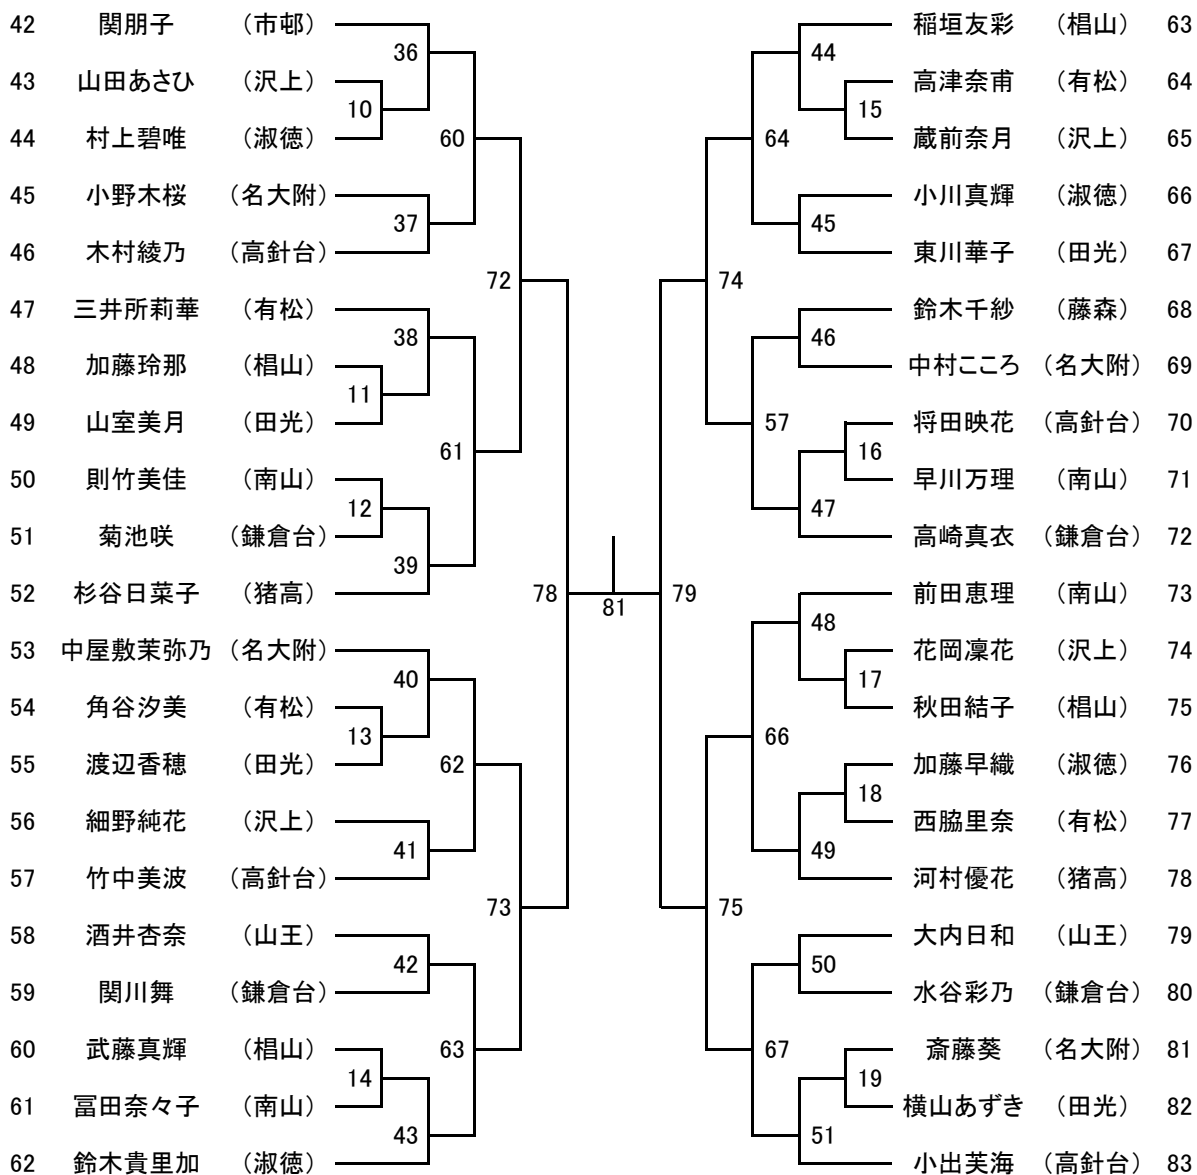 42 関朋子 （市邨） 稲垣友彩 （椙山） 63
36 44
43 山田あさひ （沢上） 高津奈甫 （有松） 64
10 15
44 村上碧唯 （淑徳） 60 64 蔵前奈月 （沢上） 65
45 小野木桜 （名大附） 小川真輝 （淑徳） 66
37 45
46 木村綾乃 （高針台） 東川華子 （田光） 67
72 74
47 三井所莉華 （有松） 鈴木千紗 （藤森） 68
38 46
48 加藤玲那 （椙山） 中村こころ （名大附） 69
11
49 山室美月 （田光） 57 将田映花 （高針台） 70
61 16
50 則竹美佳 （南山） 早川万理 （南山） 71
12 47
51 菊池咲 （鎌倉台） 高崎真衣 （鎌倉台） 72
39
52 杉谷日菜子 （猪高） 78 81 79 前田恵理 （南山） 73
48
53 中屋敷茉弥乃 （名大附） 花岡凜花 （沢上） 74
40 17
54 角谷汐美 （有松） 秋田結子 （椙山） 75
13 66
55 渡辺香穂 （田光） 62 加藤早織 （淑徳） 76
18
56 細野純花 （沢上） 西脇里奈 （有松） 77
41 49
57 竹中美波 （高針台） 河村優花 （猪高） 78
73 75
58 酒井杏奈 （山王） 大内日和 （山王） 79
42 50
59 関川舞 （鎌倉台） 水谷彩乃 （鎌倉台） 80
60 武藤真輝 （椙山） 63 67 斎藤葵 （名大附） 81
14 19
61 冨田奈々子 （南山） 横山あずき （田光） 82
43 51
62 鈴木貴里加 （淑徳） 小出芙海 （高針台） 83